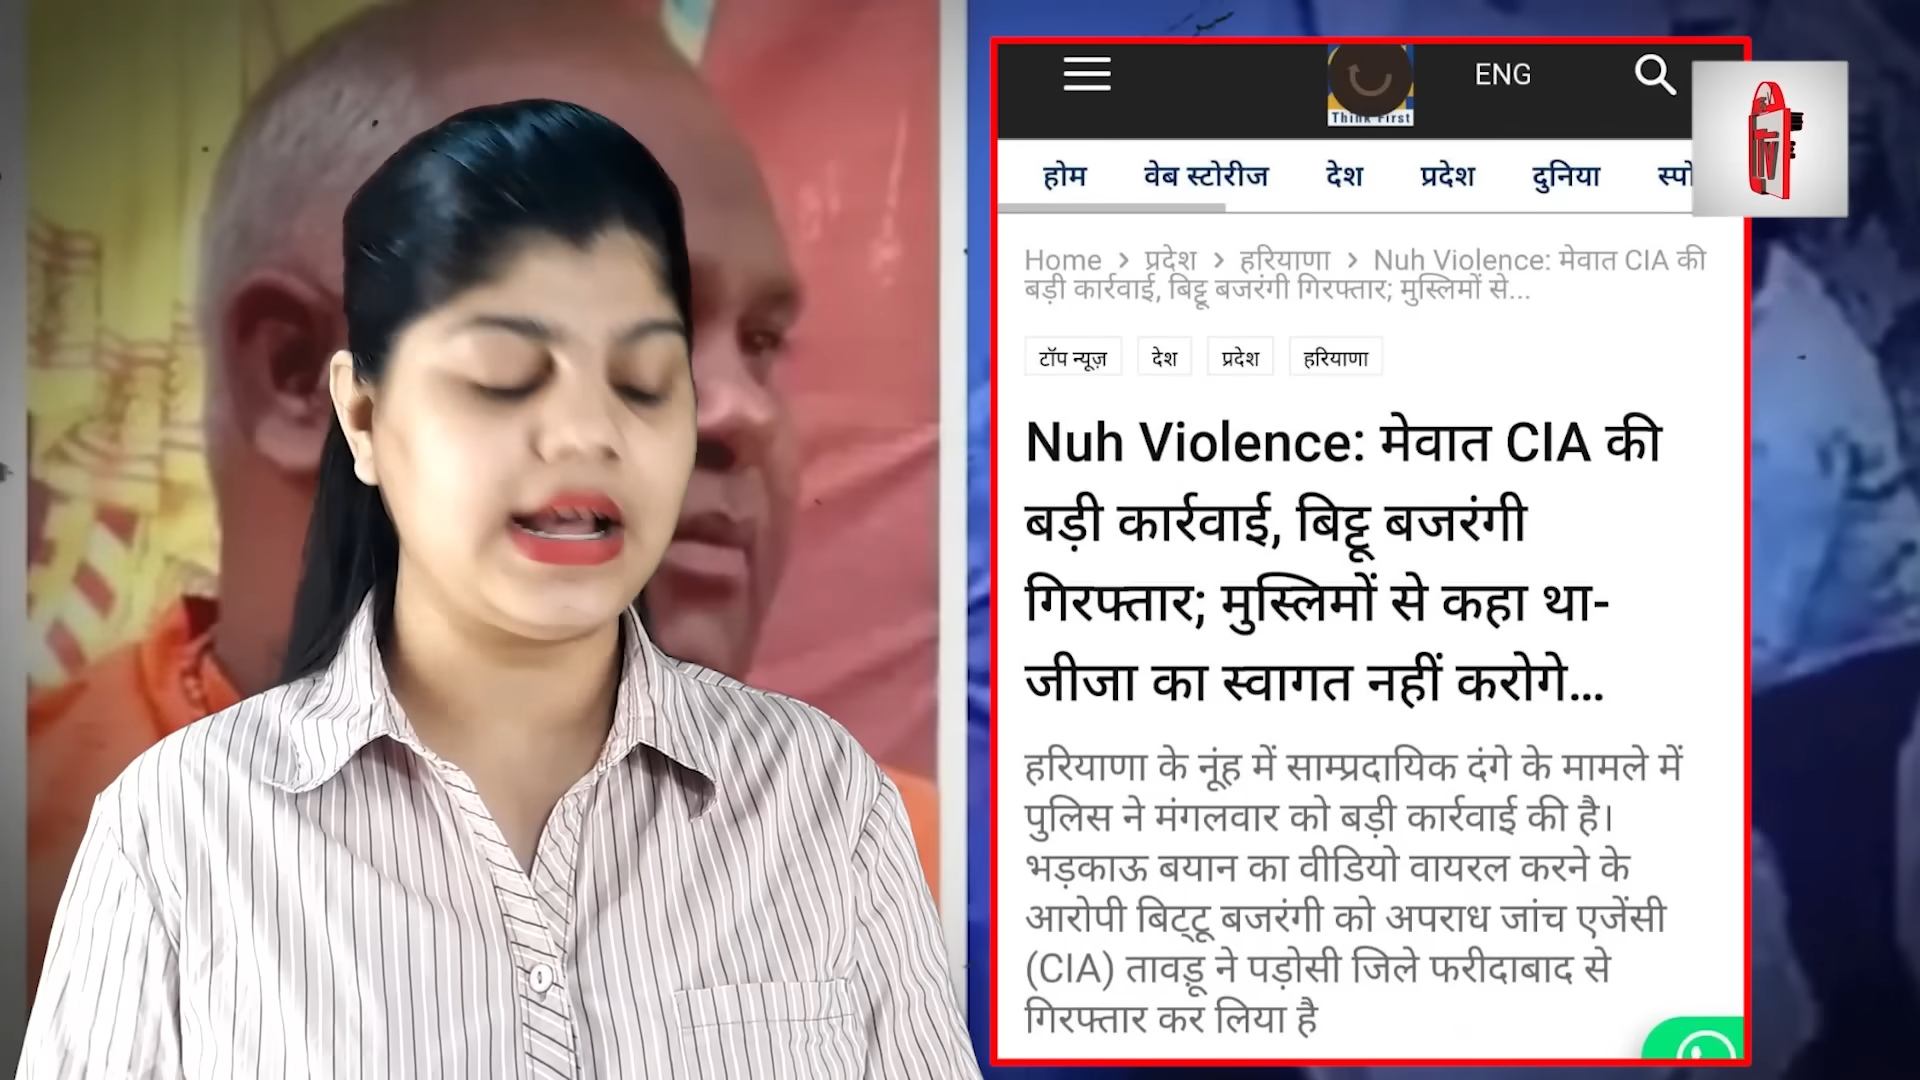 ENG
Think First
होम वेब स्टोरीज देश प्रदेश दुनिया स्पो
Home > प्रदेश > हरियाणा > Nuh Violence: मेवात CIA की
बड़ी कार्रवाई, बिट्टू बजरंगी गिरफ्तार; मुस्लिमों से...
टॉप न्यूज़ देश प्रदेश हरियाणा
Nuh Violence: मेवात CIA की
बड़ी कार्रवाई, बिट्टू बजरंगी
गिरफ्तार; मुस्लिमों से कहा था-
जीजा का स्वागत नहीं करोगे...
हरियाणा के नूंह में साम्प्रदायिक दंगे के मामले में
पुलिस ने मंगलवार को बड़ी कार्रवाई की है।
भड़काऊ बयान का वीडियो वायरल करने के
आरोपी बिट्टू बजरंगी को अपराध जांच एजेंसी
(CIA) तावडू ने पड़ोसी जिले फरीदाबाद से
गिरफ्तार कर लिया है